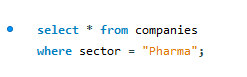 select * from companies
where sector = "Pharma";